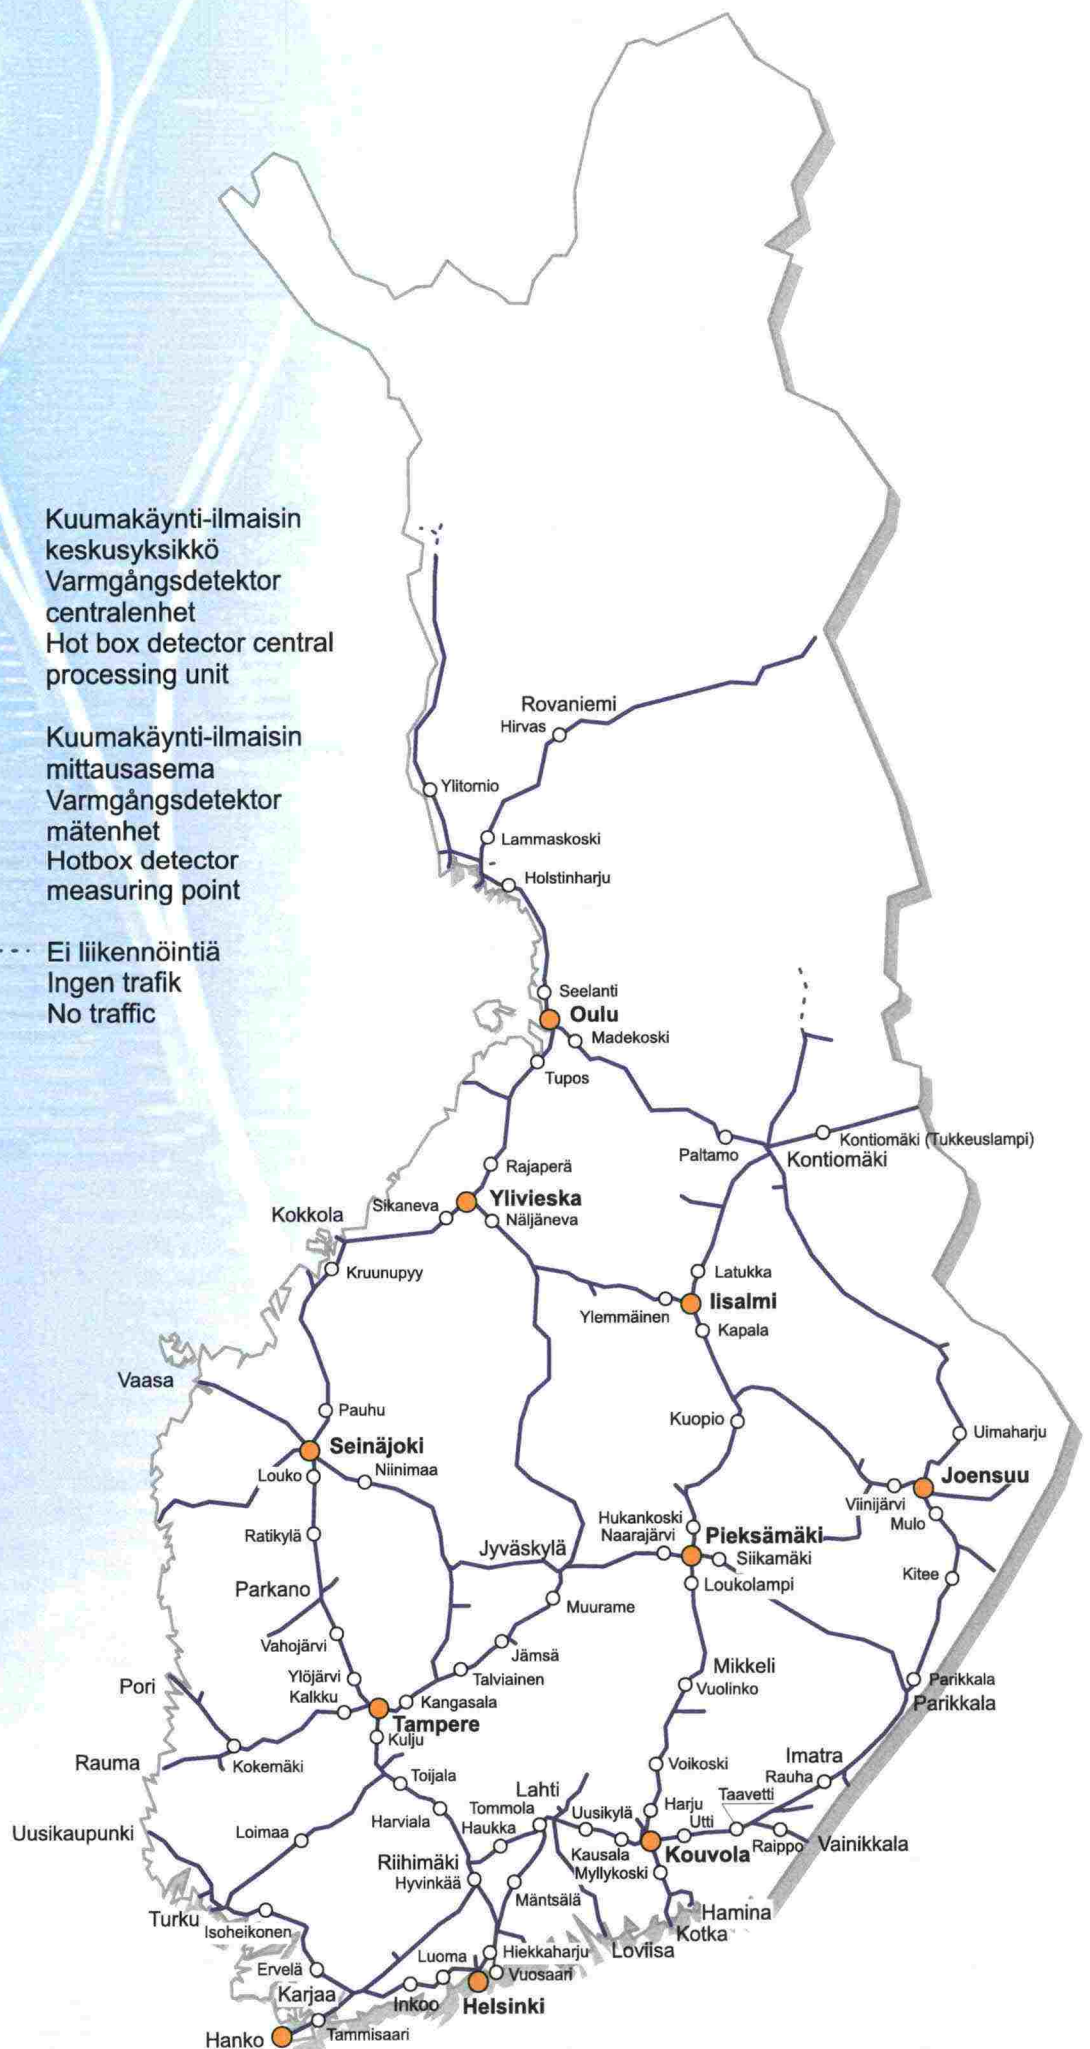 Kuumakäynti-ilmaisin
keskusyksikkö
Varmgångsdetektor
centralenhet
Hot box detector central
processing unit
Kuumakäynti-ilmaisin
mittausasema
Varmgångsdetektor
mätenhet
Hotbox detector
measuring point
Ei liikennöintiä
Ingen trafik
No traffic
Rovaniemi
Hirvas
Ylitornio
Lammaskoski
Holstinharju
Seelanti
Oulu
Madekoski
Tupos
Paltamo
Kontiomäki (Tukkeuslampi)
Kontiomäki
Rajaperä
Ylivieska
Sikaneva
Näljäneva
Kokkola
Kruunupyy
Latukka
Iisalmi
Ylemmäinen
Kapala
Vaasa
Pauhu
Kuopio
Uimaharju
Seinäjoki
Louko
Niinimaa
Joensuu
Viinijärvi
Mulo
Ratikylä
Hukankoski
Naarajärvi
Pieksämäki
Jyväskylä
Siikamäki
Loukolampi
Kitee
Parkano
Muurame
Vahojärvi
Jämsä
Talviainen
Ylöjärvi
Kalkku
Kangasala
Mikkeli
Vuolinko
Parikkala
Parikkala
Pori
Tampere
Kulju
Rauma
Kokemäki
Toijala
Voikoski
Imatra
Rauha
Taavetti
Lahti
Tommola
Haukka
Harviala
Uusikylä
Harju
Utti
Uusikaupunki
Loimaa
Kausala
Kouvola
Raippo
Vainikkala
Riihimäki
Hyvinkää
Myllykoski
Mäntsälä
Turku
Isoheikonen
Hamina
Kotka
Loviisa
Luoma
Hiekkaharju
Vuosaari
Ervelä
Karjaa
Inkoo
Helsinki
Hanko
Tammisaari